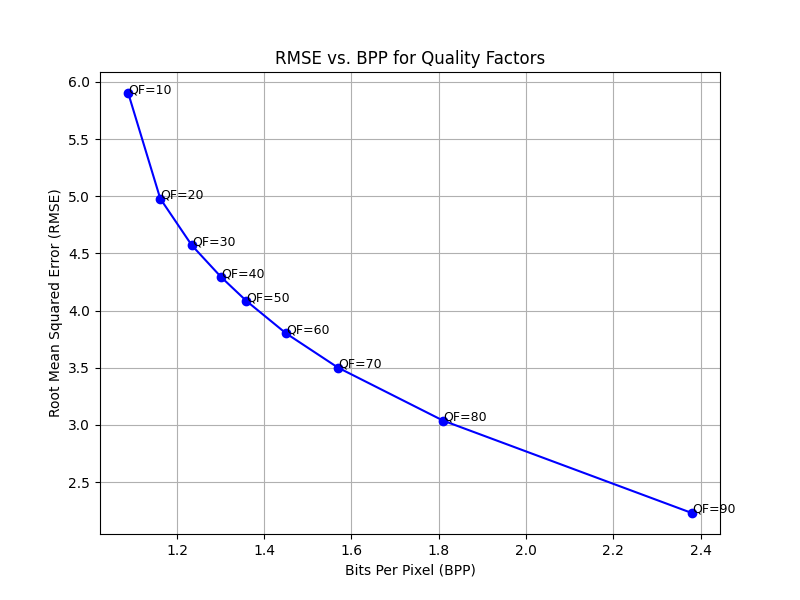 RMSE vs. BPP for Quality Factors
Root Mean Squared Error (RMSE)
6.0
5.5
5.0
4.5
4.0
3.5
3.0
2.5
QF=10
QF=20
QF=30
QF=40
QF=50
QF=60
QF=70
QF=80
QF=90
1.2 1.4 1.6 1.8 2.0 2.2 2.4
Bits Per Pixel (BPP)